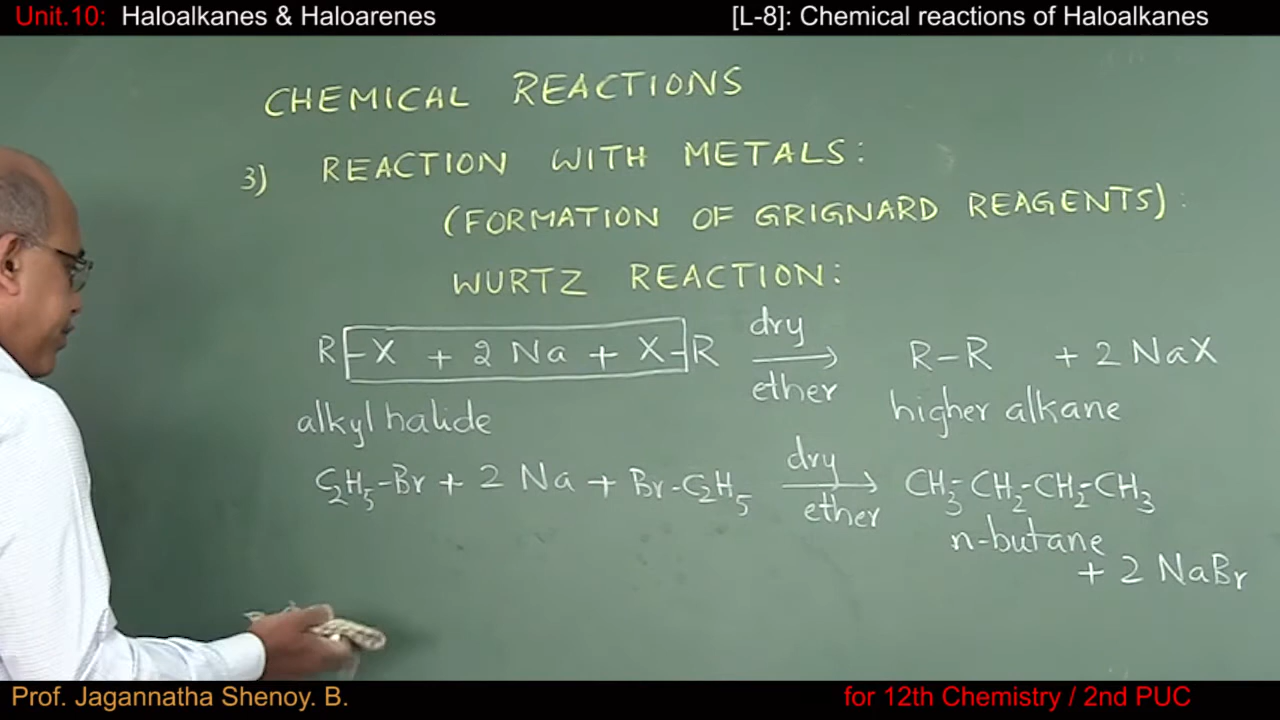 Unit.10: Haloalkanes & Haloarenes
[L-8]: Chemical reactions of Haloalkanes
CHEMICAL REACTIONS
3) REACTION WITH METALS:
(FORMATION OF GRIGNARD REAGENTS):
WURTZ REACTION:
R-X + 2 Na + X-R dry ether → R-R + 2 NaX
alkyl halide higher alkane
C2H5-Br + 2 Na + Br-C2H5 dry ether → CH3-CH2-CH2-CH3
n-butane
+ 2 NaBr
Prof. Jagannatha Shenoy. B.
for 12th Chemistry / 2nd PUC